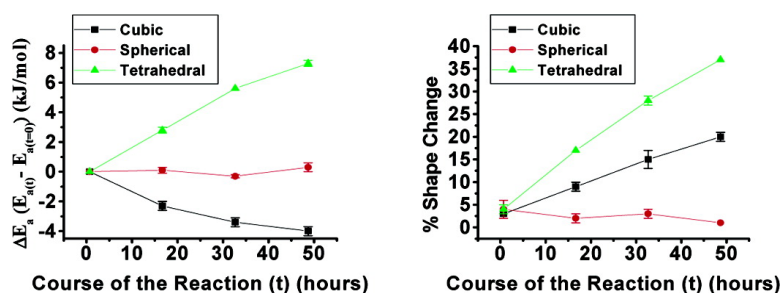 Cubic
Spherical
Tetrahedral
8
6
4
2
0
-2
-4
ΔEa (Ea(t)- Ea(t=0)) (kJ/mol)
0 10 20 30 40 50
Course of the Reaction (t) (hours)
Cubic
Spherical
Tetrahedral
40
35
30
25
20
15
10
5
0
% Shape Change
0 10 20 30 40 50
Course of the Reaction (t) (hours)